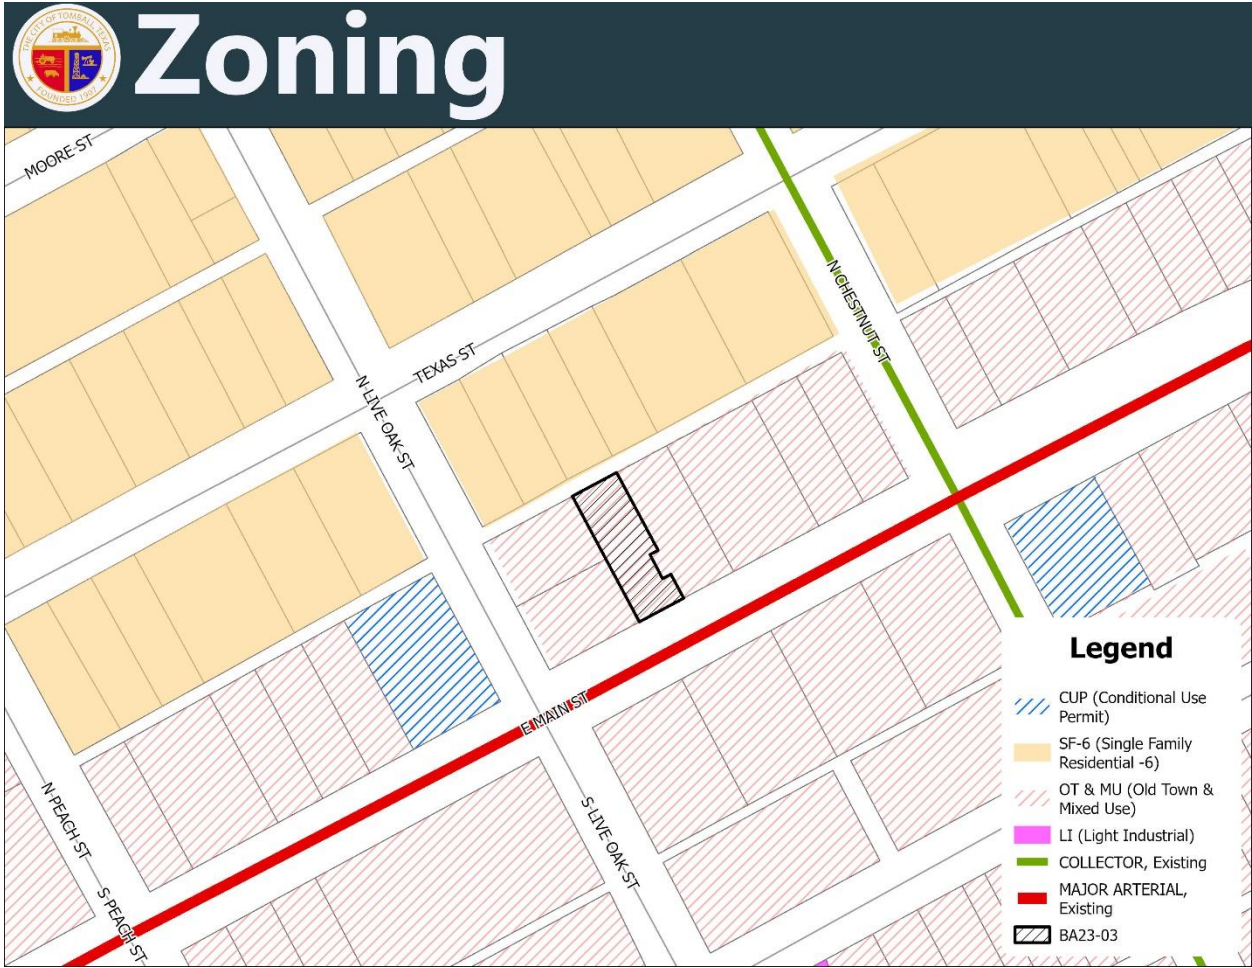 THE CITY OF TOMBALL, TEXAS
FOUNDED 1907
Zoning
MOORE ST
TEXAS ST
N LIVE OAK ST
N CHESTNUT ST
E MAIN ST
N PEACH ST
S PEACH ST
S LIVE OAK ST
Legend
CUP (Conditional Use
Permit)
SF-6 (Single Family
Residential -6)
OT & MU (Old Town &
Mixed Use)
LI (Light Industrial)
COLLECTOR, Existing
MAJOR ARTERIAL,
Existing
BA23-03